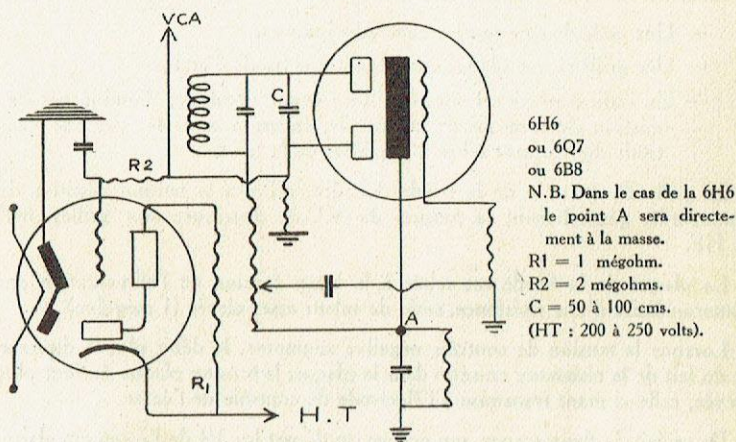 VCA
C
R2
R1
H.T
A
6H6
ou 6Q7
ou 6B8
N.B. Dans le cas de la 6H6
le point A sera directe-
ment à la masse.
R1 = 1 mégohm.
R2 = 2 mégohms.
C = 50 à 100 cms.
(HT : 200 à 250 volts).